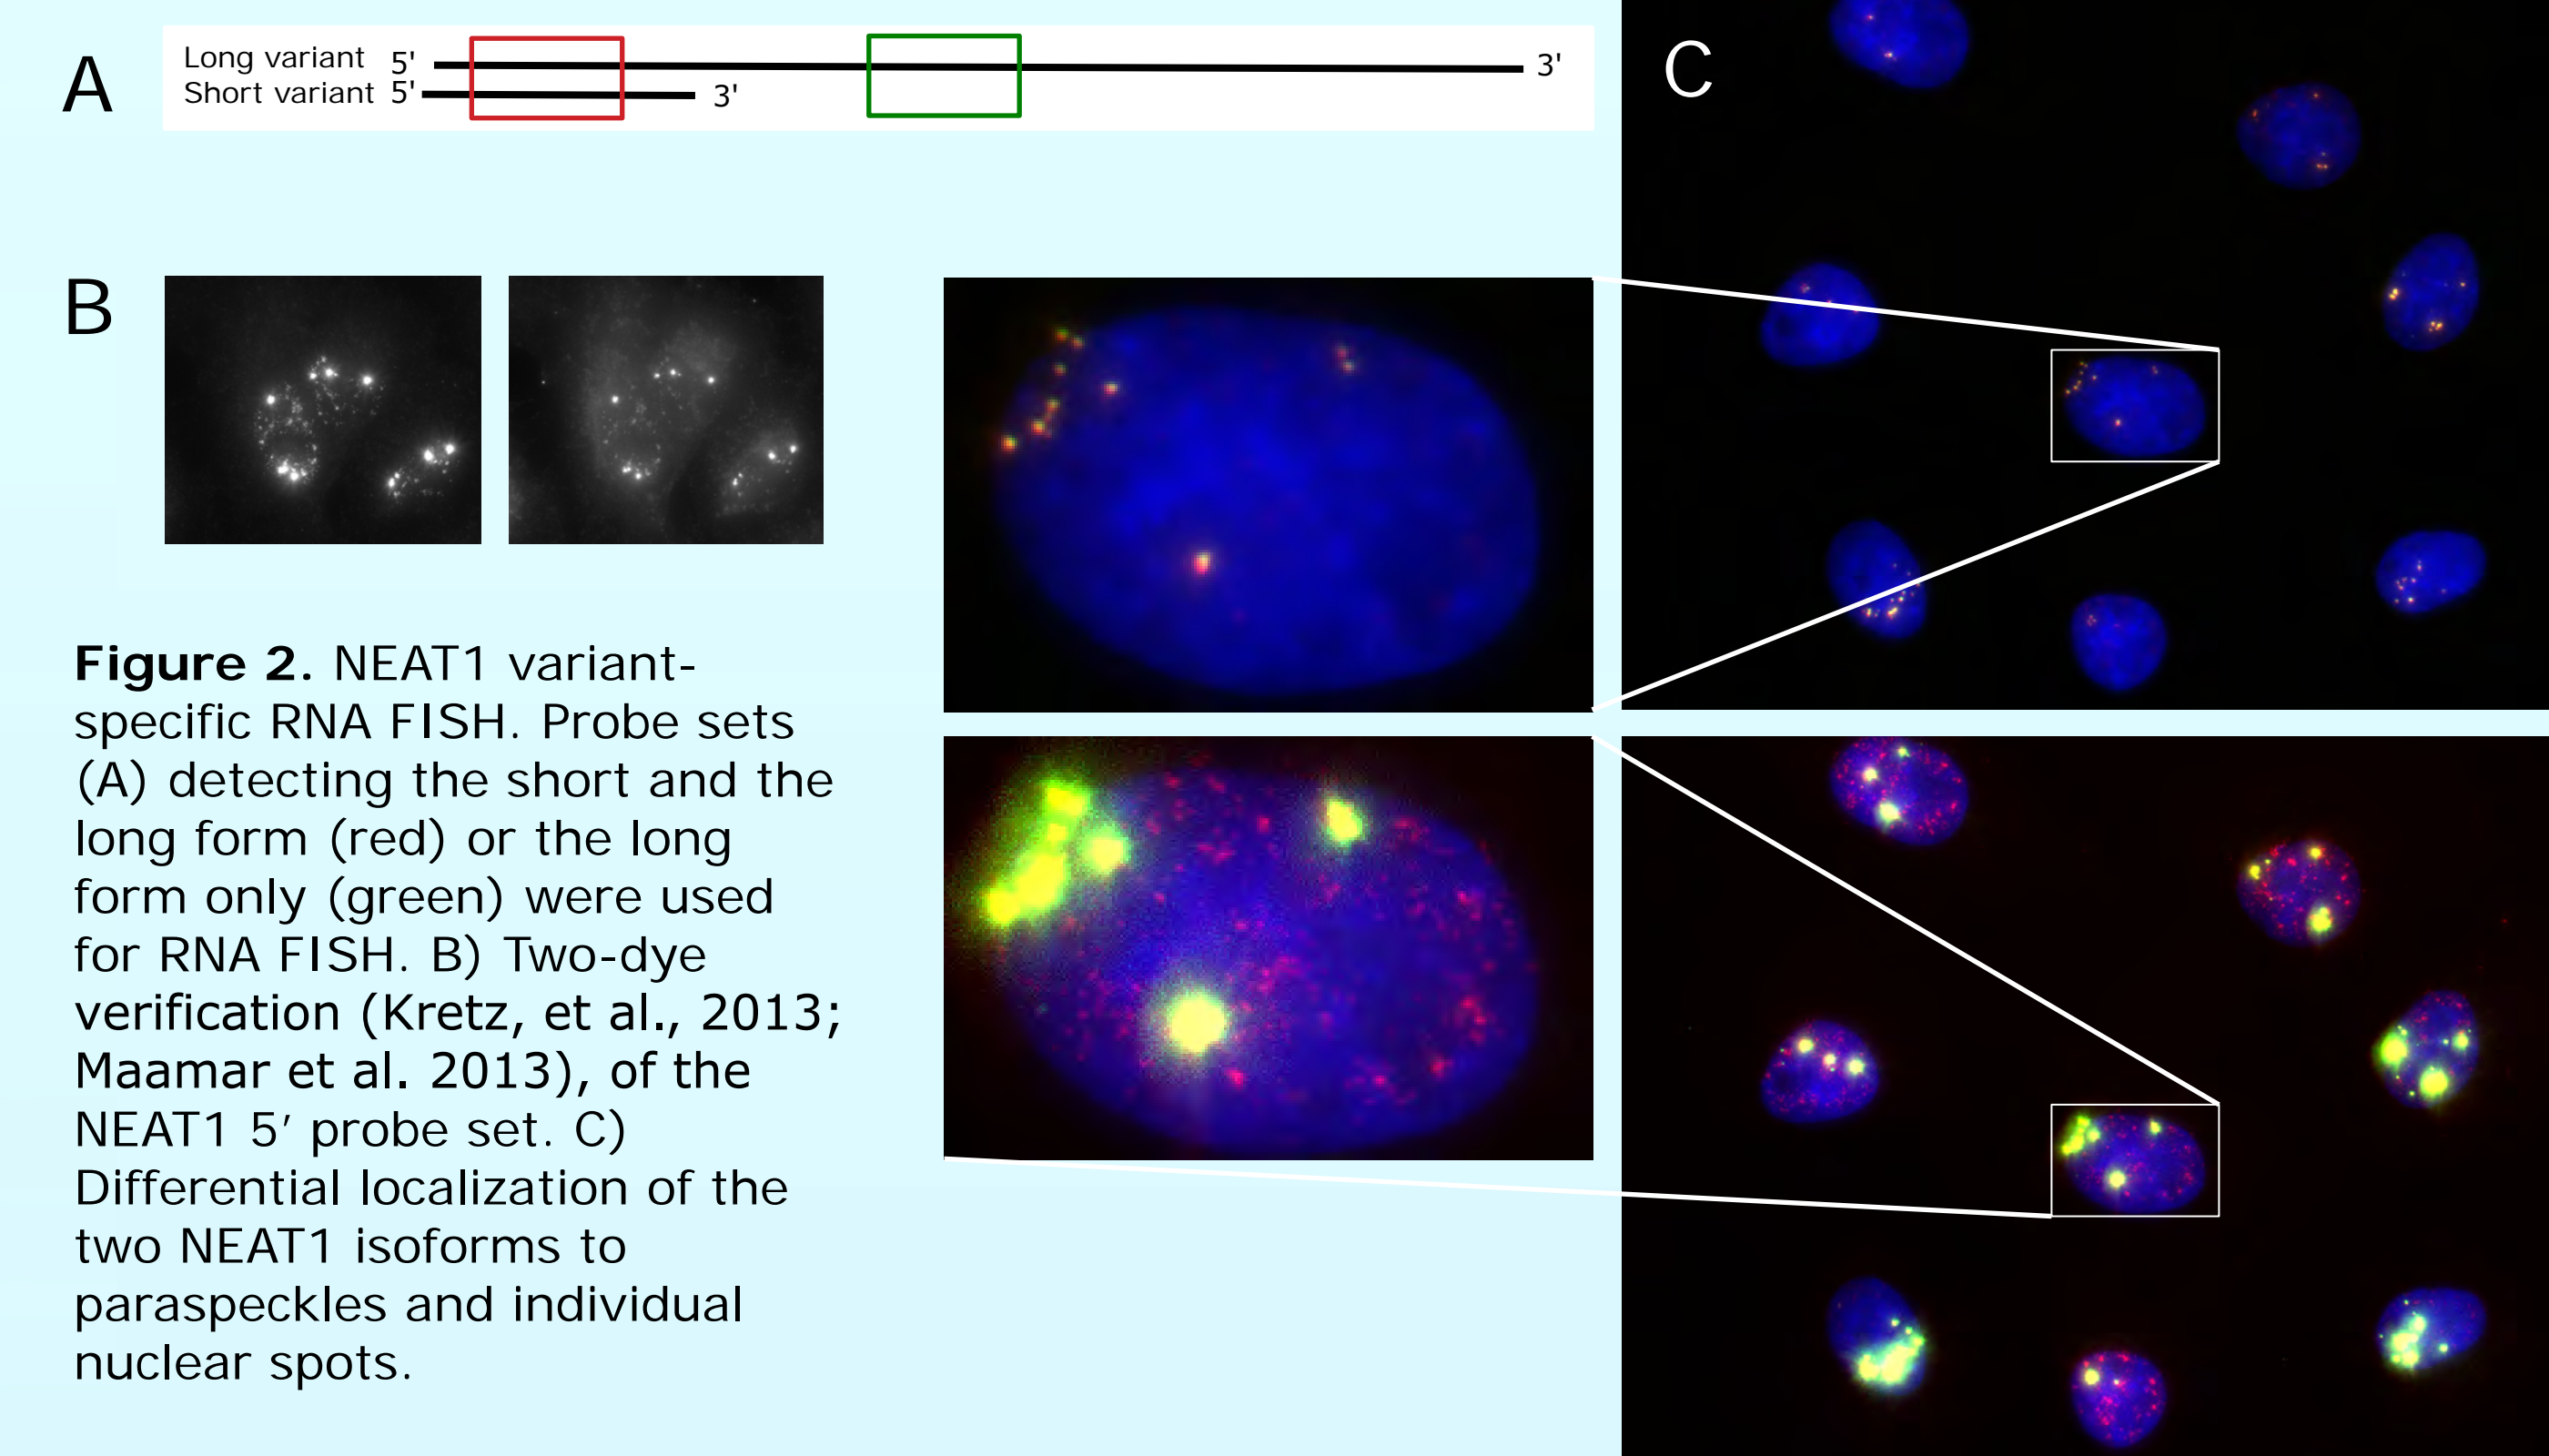 A
Long variant 5' 3'
Short variant 5' 3'
B
C
Figure 2. NEAT1 variant-
specific RNA FISH. Probe sets
(A) detecting the short and the
long form (red) or the long
form only (green) were used
for RNA FISH. B) Two-dye
verification (Kretz, et al., 2013;
Maamar et al. 2013), of the
NEAT1 5′ probe set. C)
Differential localization of the
two NEAT1 isoforms to
paraspeckles and individual
nuclear spots.